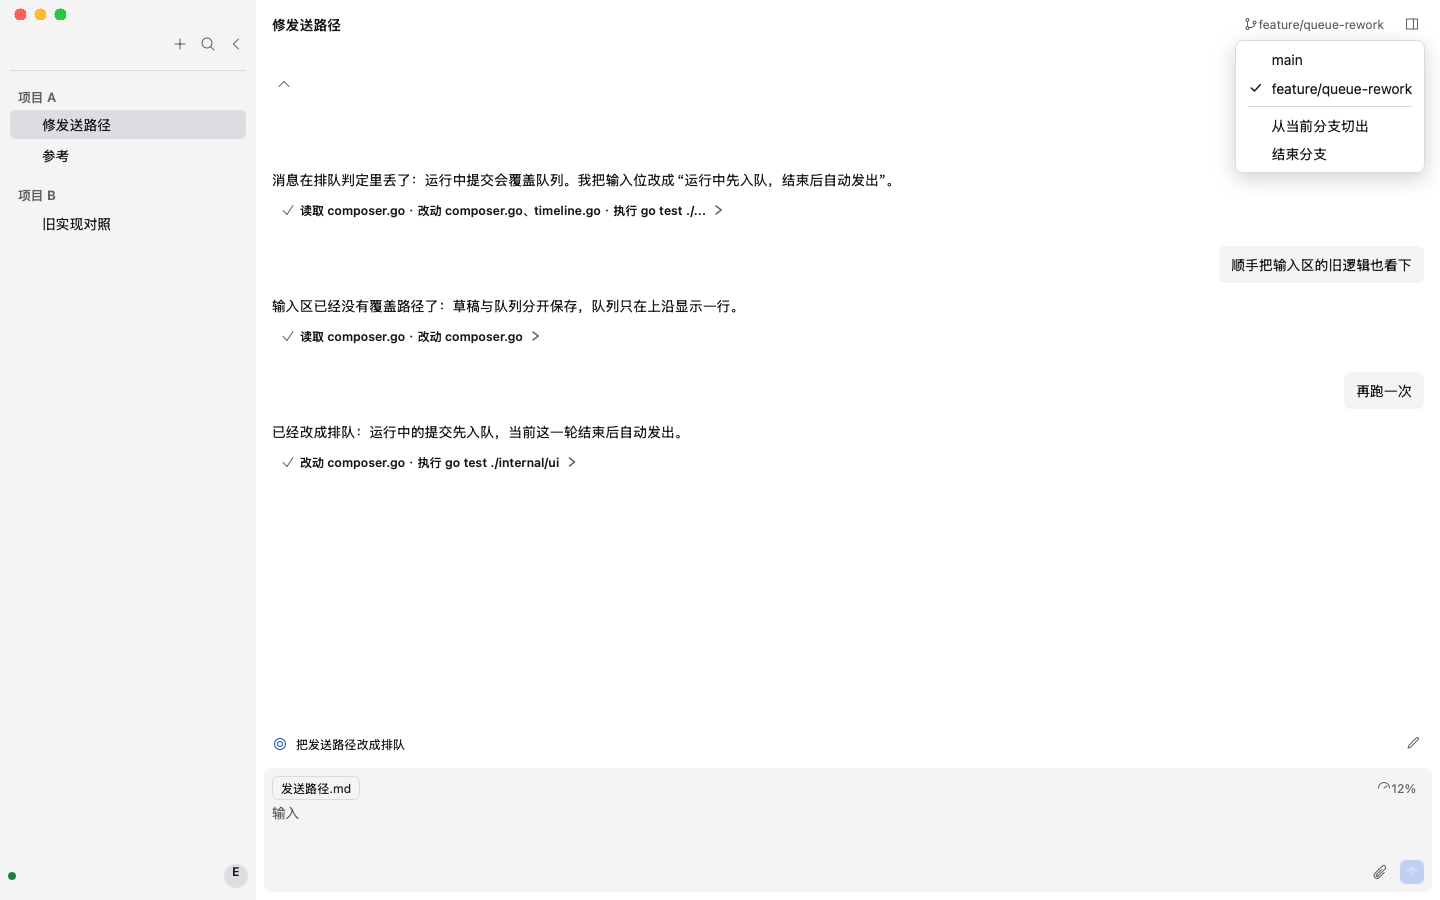 修发送路径
feature/queue-rework
main
feature/queue-rework
从当前分支切出
结束分支
项目 A
修发送路径
参考
项目 B
旧实现对照
消息在排队判定里丢了：运行中提交会覆盖队列。我把输入位改成“运行中先入队，结束后自动发出”。
读取 composer.go · 改动 composer.go、timeline.go · 执行 go test ./...
顺手把输入区的旧逻辑也看下
输入区已经没有覆盖路径了：草稿与队列分开保存，队列只在上沿显示一行。
读取 composer.go · 改动 composer.go
再跑一次
已经改成排队：运行中的提交先入队，当前这一轮结束后自动发出。
改动 composer.go · 执行 go test ./internal/ui
把发送路径改成排队
发送路径.md
12%
输入
E